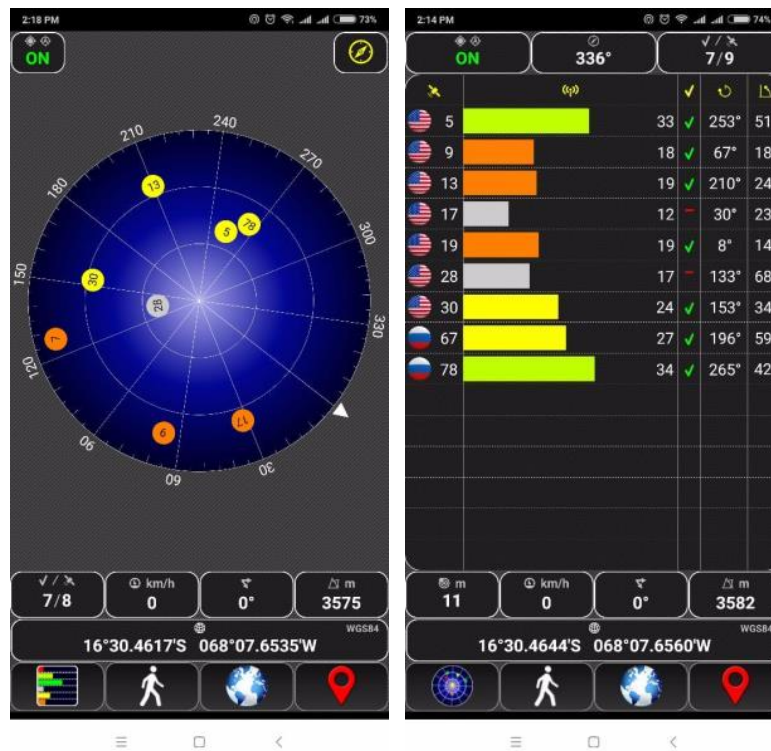 2:18 PM 73%
ON
210 240 270
180 300
150 330
120
90 60 30
13 78 5
30 28
7
9 17
m
7/8 0 0° 3575
km/h
WGS84
16°30.4617'S 068°07.6535'W
2:14 PM 74%
ON 336° 7/9
5 33 253° 51
9 18 67° 18
13 19 210° 24
17 12 30° 23
19 19 8° 14
28 17 133° 68
30 24 153° 34
67 27 196° 59
78 34 265° 42
m km/h m
11 0 0° 3582
WGS84
16°30.4644'S 068°07.6560'W